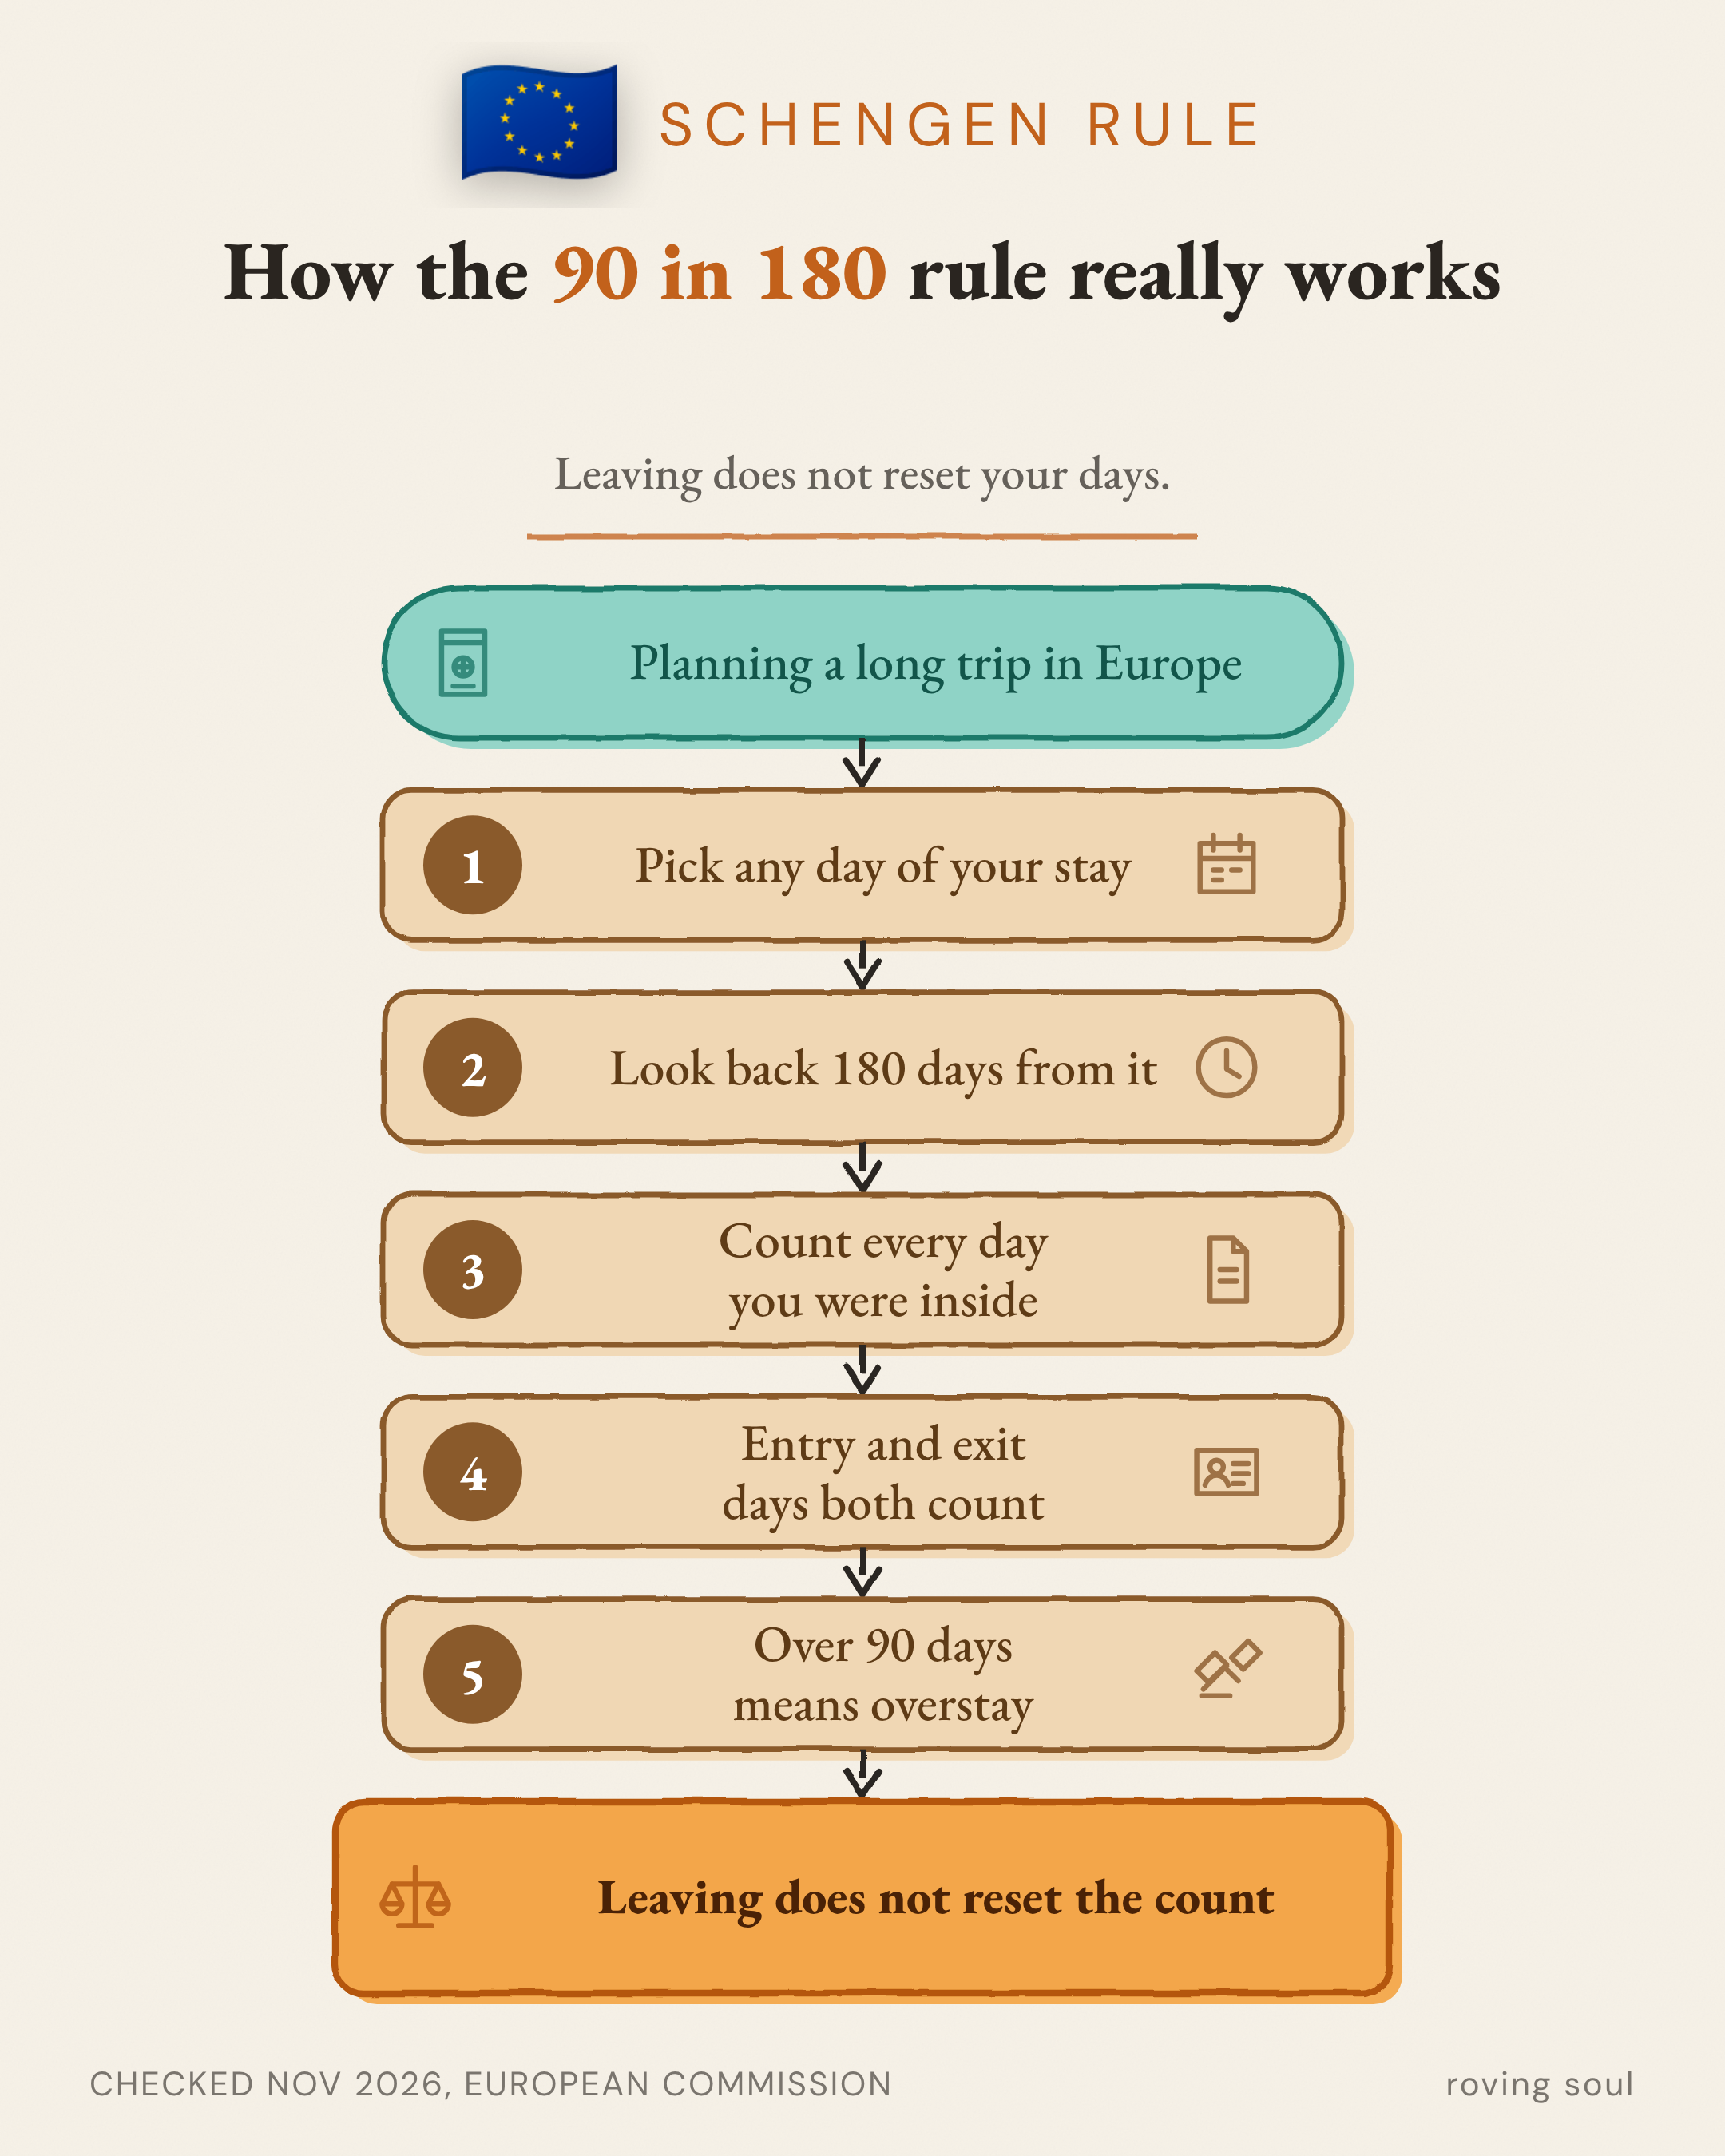 SCHENGEN RULE
How the 90 in 180 rule really works
Leaving does not reset your days.
Planning a long trip in Europe
1
Pick any day of your stay
2
Look back 180 days from it
3
Count every day
you were inside
4
Entry and exit
days both count
5
Over 90 days
means overstay
Leaving does not reset the count
CHECKED NOV 2026, EUROPEAN COMMISSION
roving soul